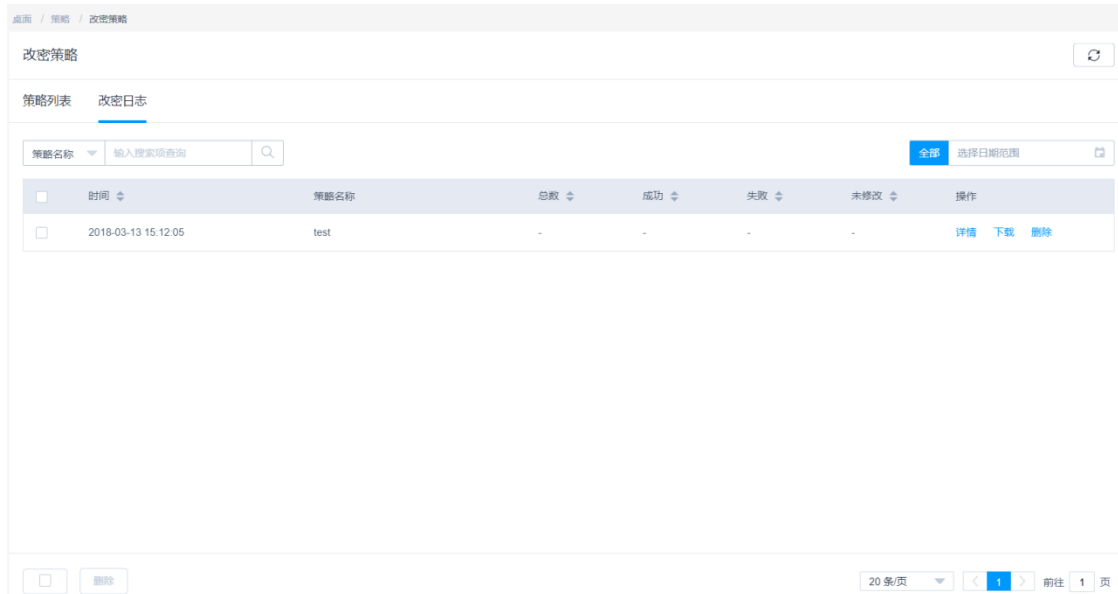 桌面 / 策略 / 改密策略
改密策略
策略列表 改密日志
策略名称 输入搜索项查询 全部 选择日期范围
时间 策略名称 总数 成功 失败 未修改 操作
2018-03-13 15:12:05 test - - - - 详情 下载 删除
删除 20 条/页 1 前往 1 页